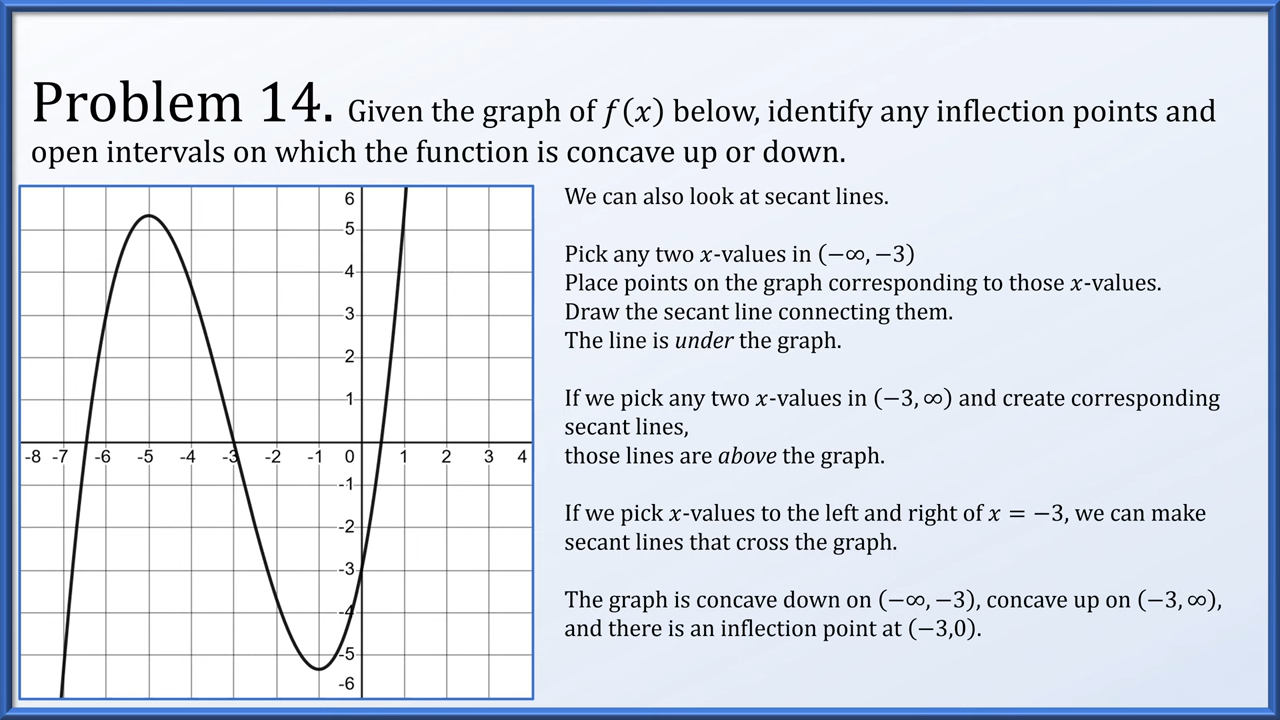 Problem 14. Given the graph of f(x) below, identify any inflection points and
open intervals on which the function is concave up or down.
We can also look at secant lines.
Pick any two x-values in (−∞, −3)
Place points on the graph corresponding to those x-values.
Draw the secant line connecting them.
The line is under the graph.
If we pick any two x-values in (−3, ∞) and create corresponding
secant lines,
those lines are above the graph.
If we pick x-values to the left and right of x = −3, we can make
secant lines that cross the graph.
The graph is concave down on (−∞, −3), concave up on (−3, ∞),
and there is an inflection point at (−3,0).
6
5
4
3
2
1
-8 -7 -6 -5 -4 -3 -2 -1 0 1 2 3 4
-1
-2
-3
-4
-5
-6